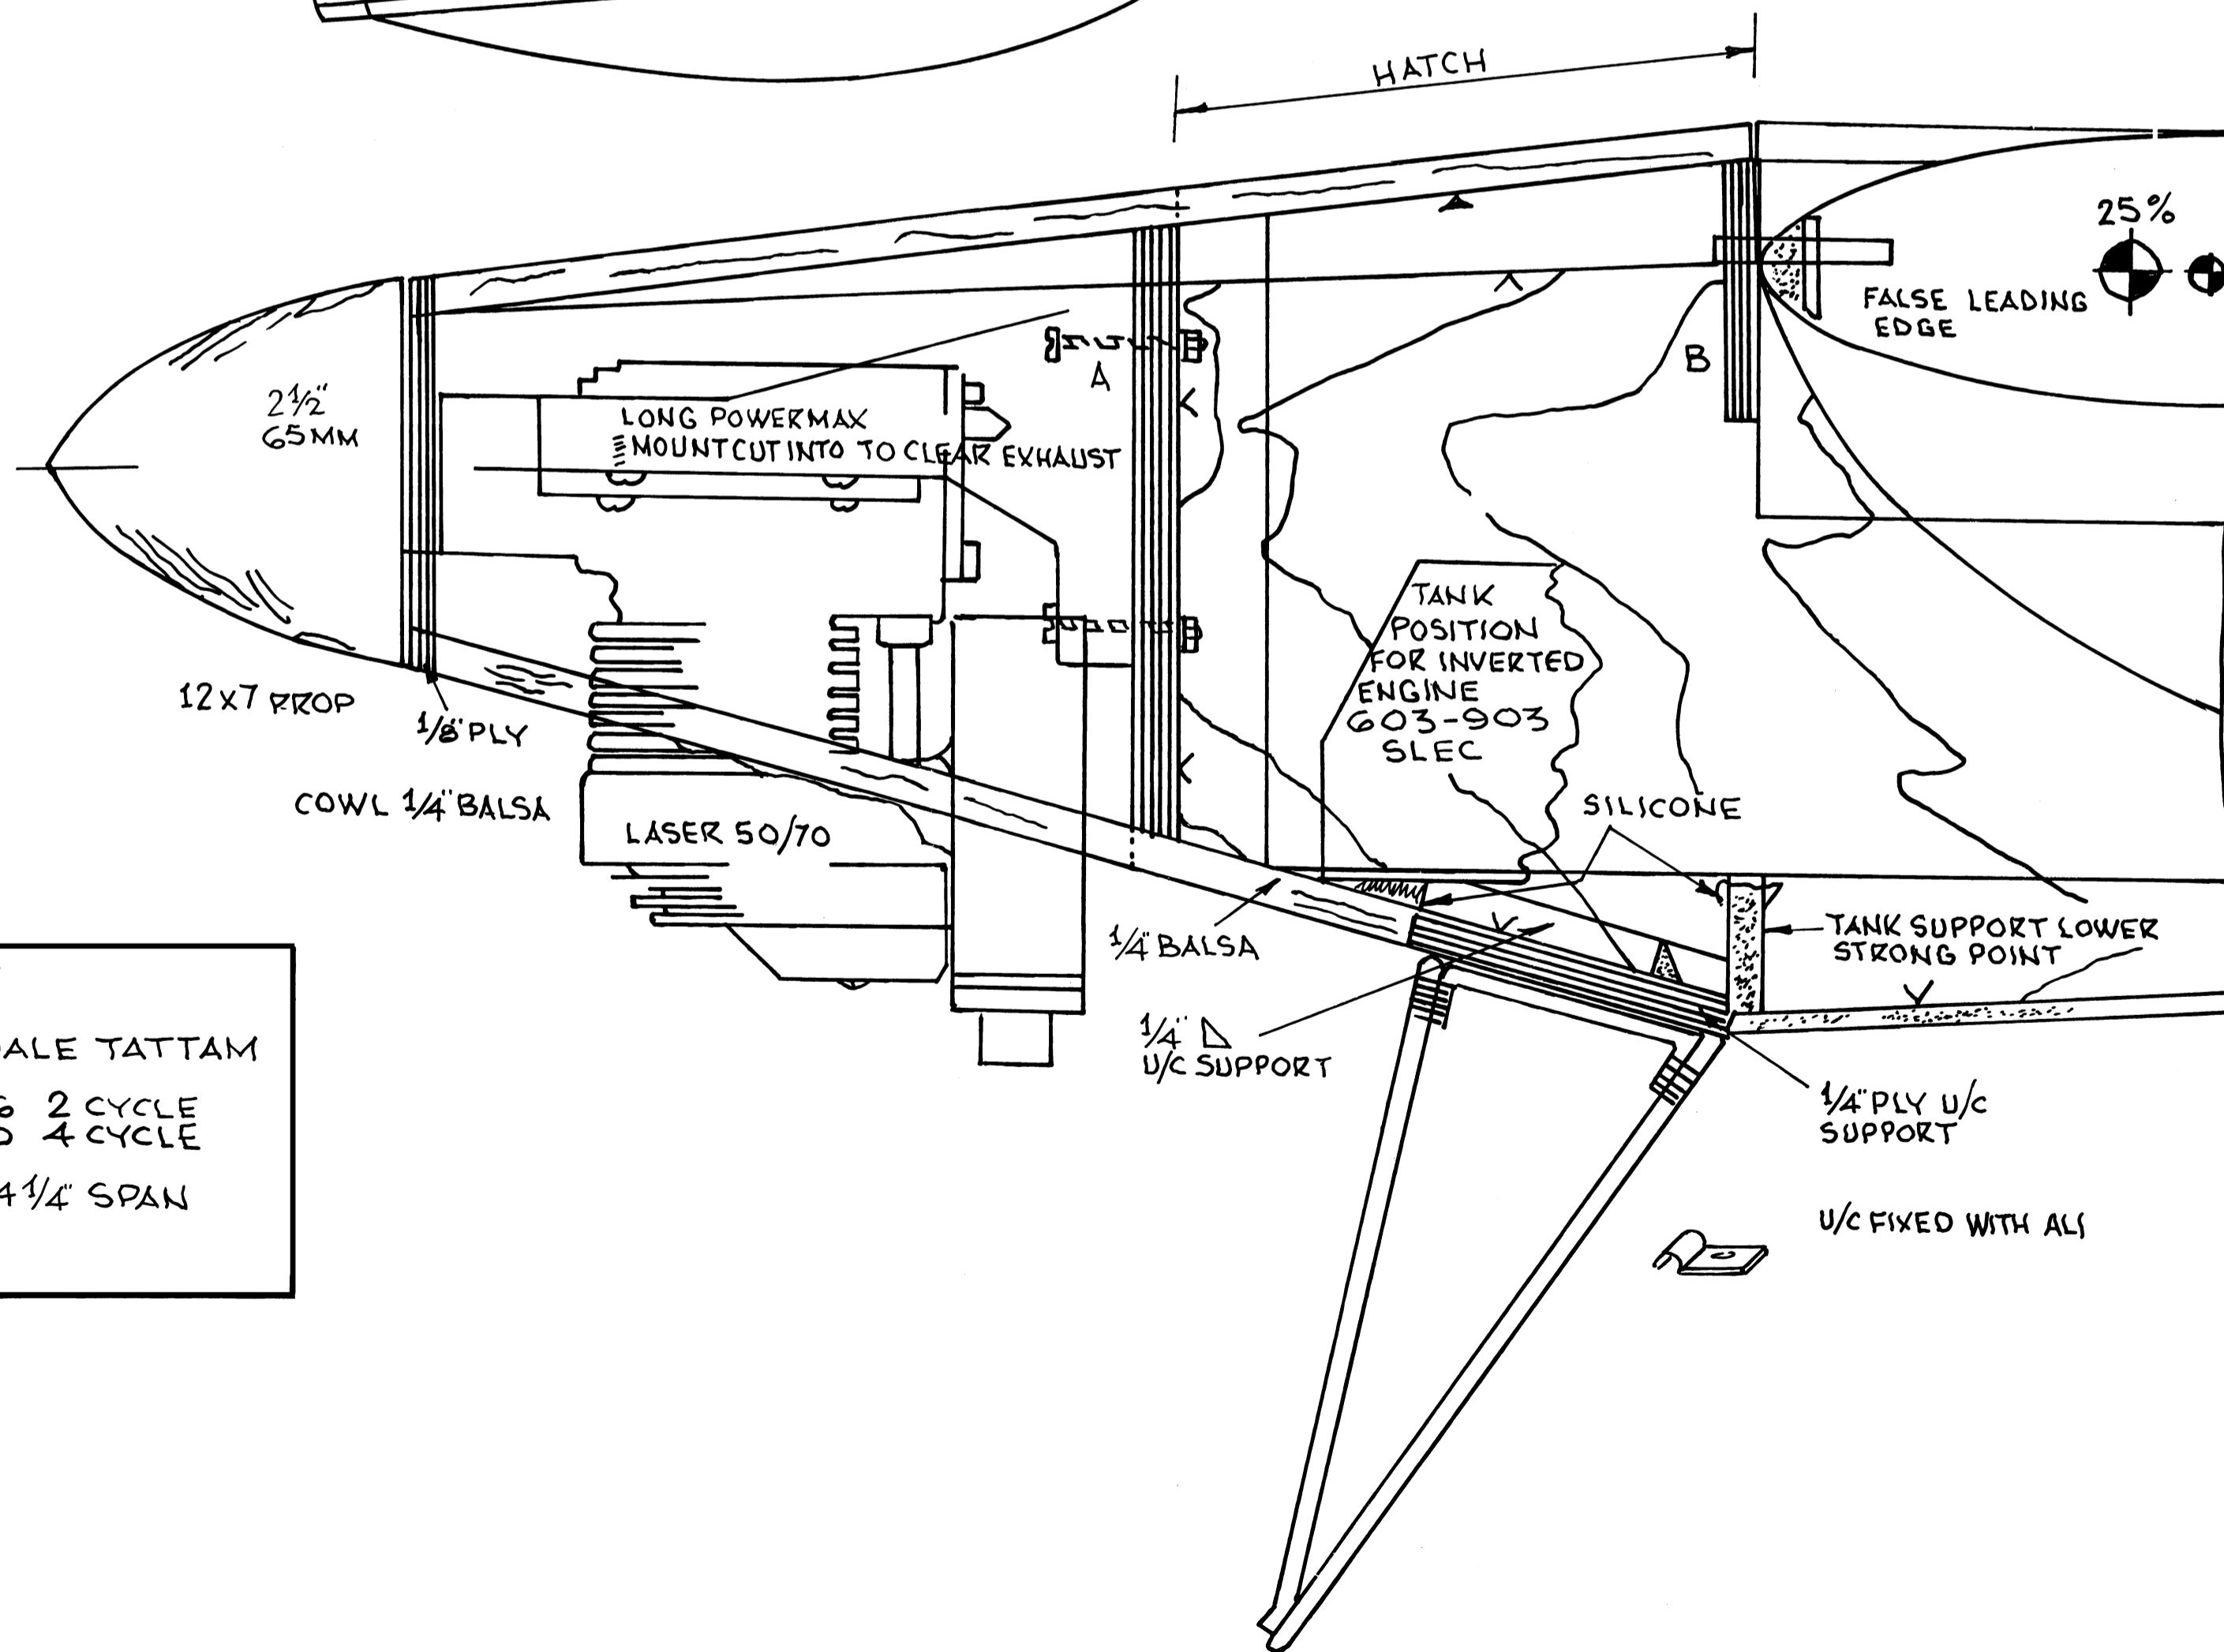 HATCH
25%
FALSE LEADING
EDGE
B
A
2½"
65MM
LONG POWERMAX
MOUNT CUT INTO TO CLEAR EXHAUST
TANK
POSITION
FOR INVERTED
ENGINE
603-903
SLEC
12x7 PROP
1/8" PLY
COWL 1/4" BALSA
LASER 50/70
SILICONE
1/4" BALSA
TANK SUPPORT LOWER
STRONG POINT
1/4"
U/C SUPPORT
1/4" PLY U/C
SUPPORT
U/C FIXED WITH ALI
TATTAM
2 CYCLE
4 CYCLE
1/4" SPAN